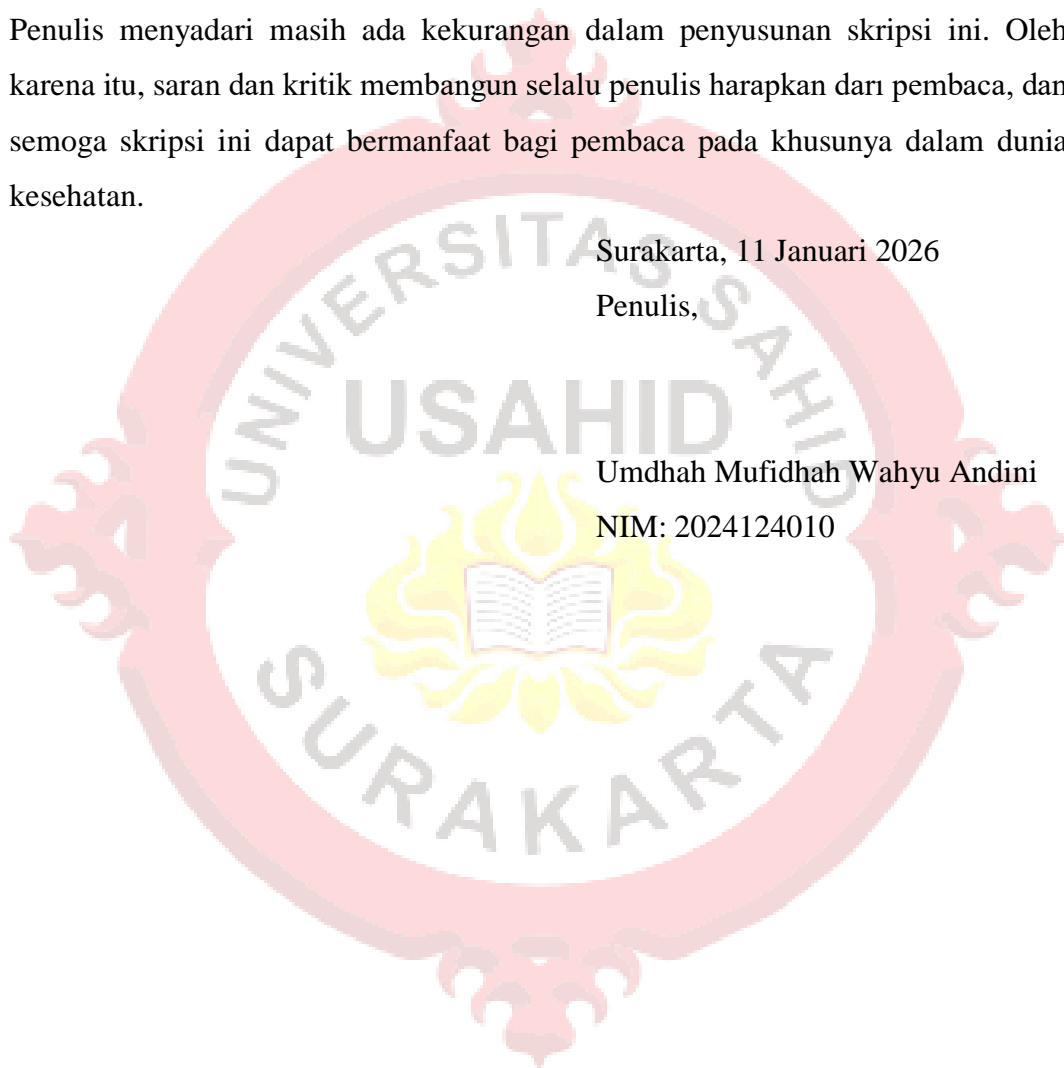 Penulis menyadari masih ada kekurangan dalam penyusunan skripsi ini. Oleh
karena itu, saran dan kritik membangun selalu penulis harapkan darı pembaca, dan
semoga skripsi ini dapat bermanfaat bagi pembaca pada khusunya dalam dunia
kesehatan.
Surakarta, 11 Januari 2026
Penulis,
Umdhah Mufidhah Wahyu Andini
NIM: 2024124010
UNIVERSITAS SAHID
USAHID
SURAKARTA